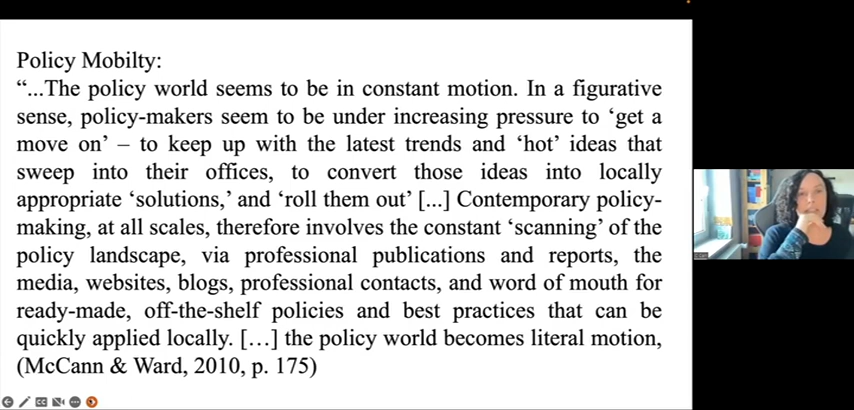 Policy Mobilty:
“...The policy world seems to be in constant motion. In a figurative
sense, policy-makers seem to be under increasing pressure to ‘get a
move on’ – to keep up with the latest trends and ‘hot’ ideas that
sweep into their offices, to convert those ideas into locally
appropriate ‘solutions,’ and ‘roll them out’ [...] Contemporary policy-
making, at all scales, therefore involves the constant ‘scanning’ of the
policy landscape, via professional publications and reports, the
media, websites, blogs, professional contacts, and word of mouth for
ready-made, off-the-shelf policies and best practices that can be
quickly applied locally. […] the policy world becomes literal motion,
(McCann & Ward, 2010, p. 175)